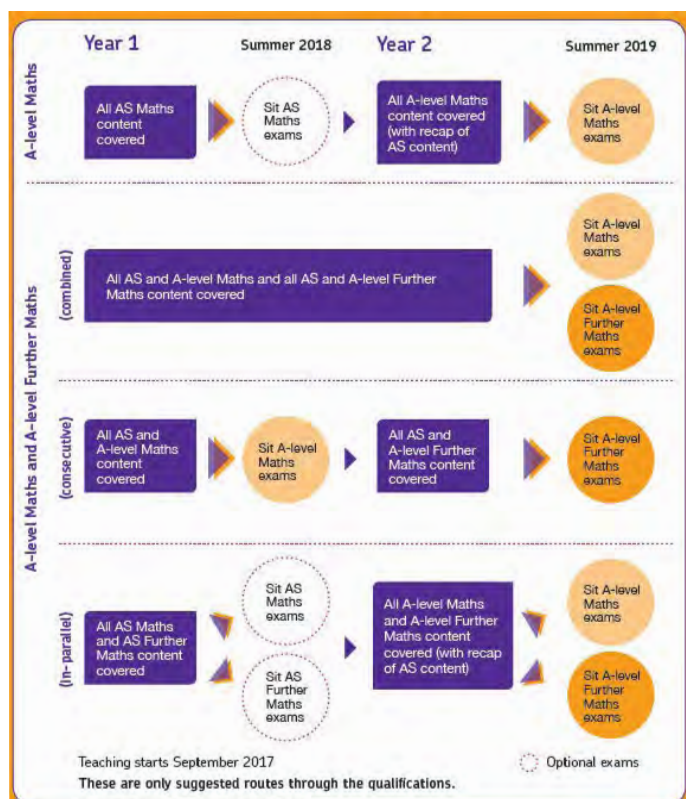 Year 1
Summer 2018
Year 2
Summer 2019
A-level Maths
All AS Maths
content
covered
Sit AS
Maths
exams
All A-level Maths
content covered
(with recap of
AS content)
Sit A-level
Maths
exams
A-level Maths and A-level Further Maths
(combined)
All AS and A-level Maths and all AS and A-level Further
Maths content covered
Sit A-level
Maths
exams
Sit A-level
Further
Maths
exams
(consecutive)
All AS and
A-level Maths
content
covered
Sit A-level
Maths
exams
All AS and
A-level Further
Maths content
covered
Sit A-level
Further
Maths
exams
(in-parallel)
All AS Maths
and AS Further
Maths content
covered
Sit AS
Maths
exams
Sit AS
Further
Maths
exams
All A-level Maths
and A-level Further
Maths content
covered (with recap
of AS content)
Sit A-level
Maths
exams
Sit A-level
Further
Maths
exams
Teaching starts September 2017
Optional exams
These are only suggested routes through the qualifications.